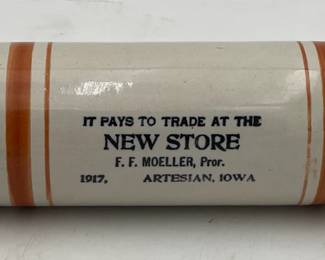 IT PAYS TO TRADE AT THE
NEW STORE
F. F. MOELLER, Pror.
1917, ARTESIAN, IOWA